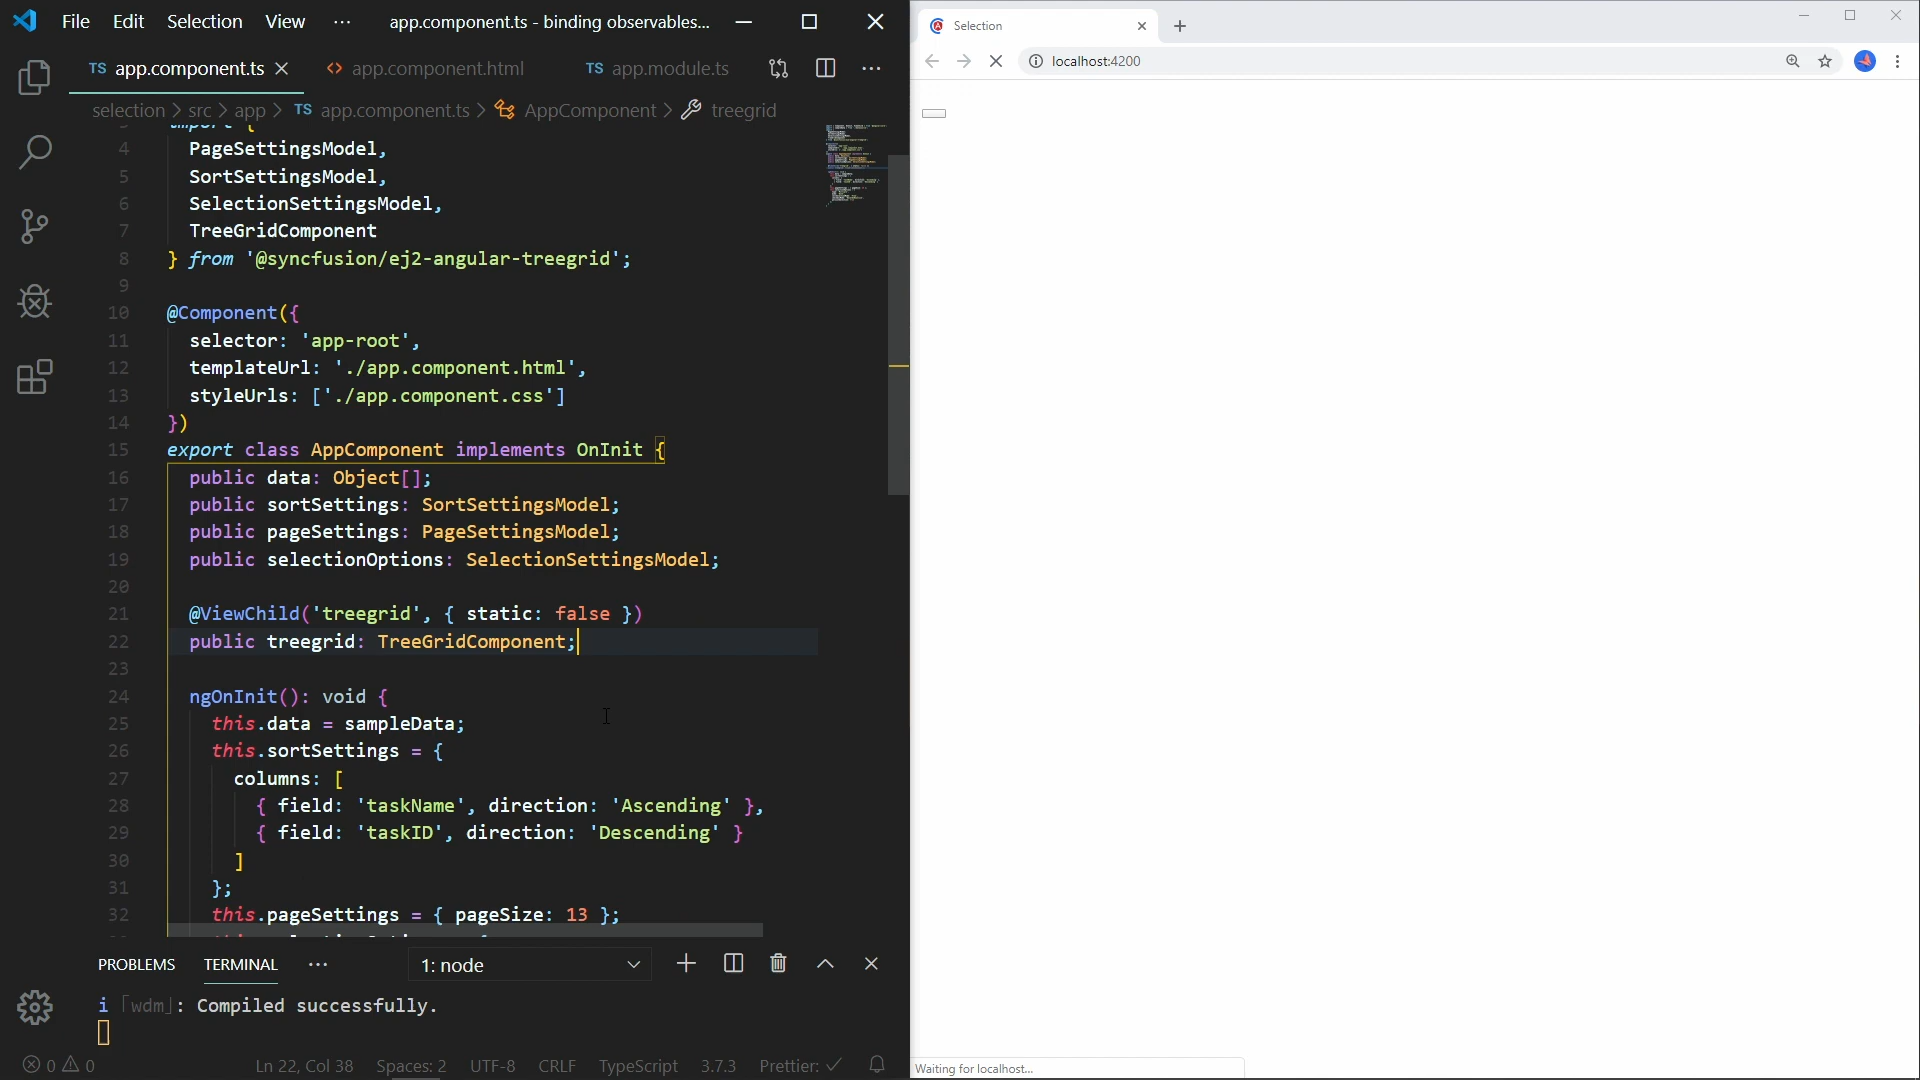 File Edit Selection View ··· app.component.ts - binding observables...
TS app.component.ts <> app.component.html TS app.module.ts
selection > src > app > TS app.component.ts > AppComponent > treegrid
import {
4 PageSettingsModel,
5 SortSettingsModel,
6 SelectionSettingsModel,
7 TreeGridComponent
8 } from '@syncfusion/ej2-angular-treegrid';
9
10 @Component({
11 selector: 'app-root',
12 templateUrl: './app.component.html',
13 styleUrls: ['./app.component.css']
14 })
15 export class AppComponent implements OnInit {
16 public data: Object[];
17 public sortSettings: SortSettingsModel;
18 public pageSettings: PageSettingsModel;
19 public selectionOptions: SelectionSettingsModel;
20
21 @ViewChild('treegrid', { static: false })
22 public treegrid: TreeGridComponent;
23
24 ngOnInit(): void {
25 this.data = sampleData;
26 this.sortSettings = {
27 columns: [
28 { field: 'taskName', direction: 'Ascending' },
29 { field: 'taskID', direction: 'Descending' }
30 ]
31 };
32 this.pageSettings = { pageSize: 13 };
PROBLEMS TERMINAL ··· 1: node
i ｢wdm｣: Compiled successfully.
0 0 Ln 22, Col 38 Spaces: 2 UTF-8 CRLF TypeScript 3.7.3 Prettier: ✓
Selection
localhost:4200
Waiting for localhost...